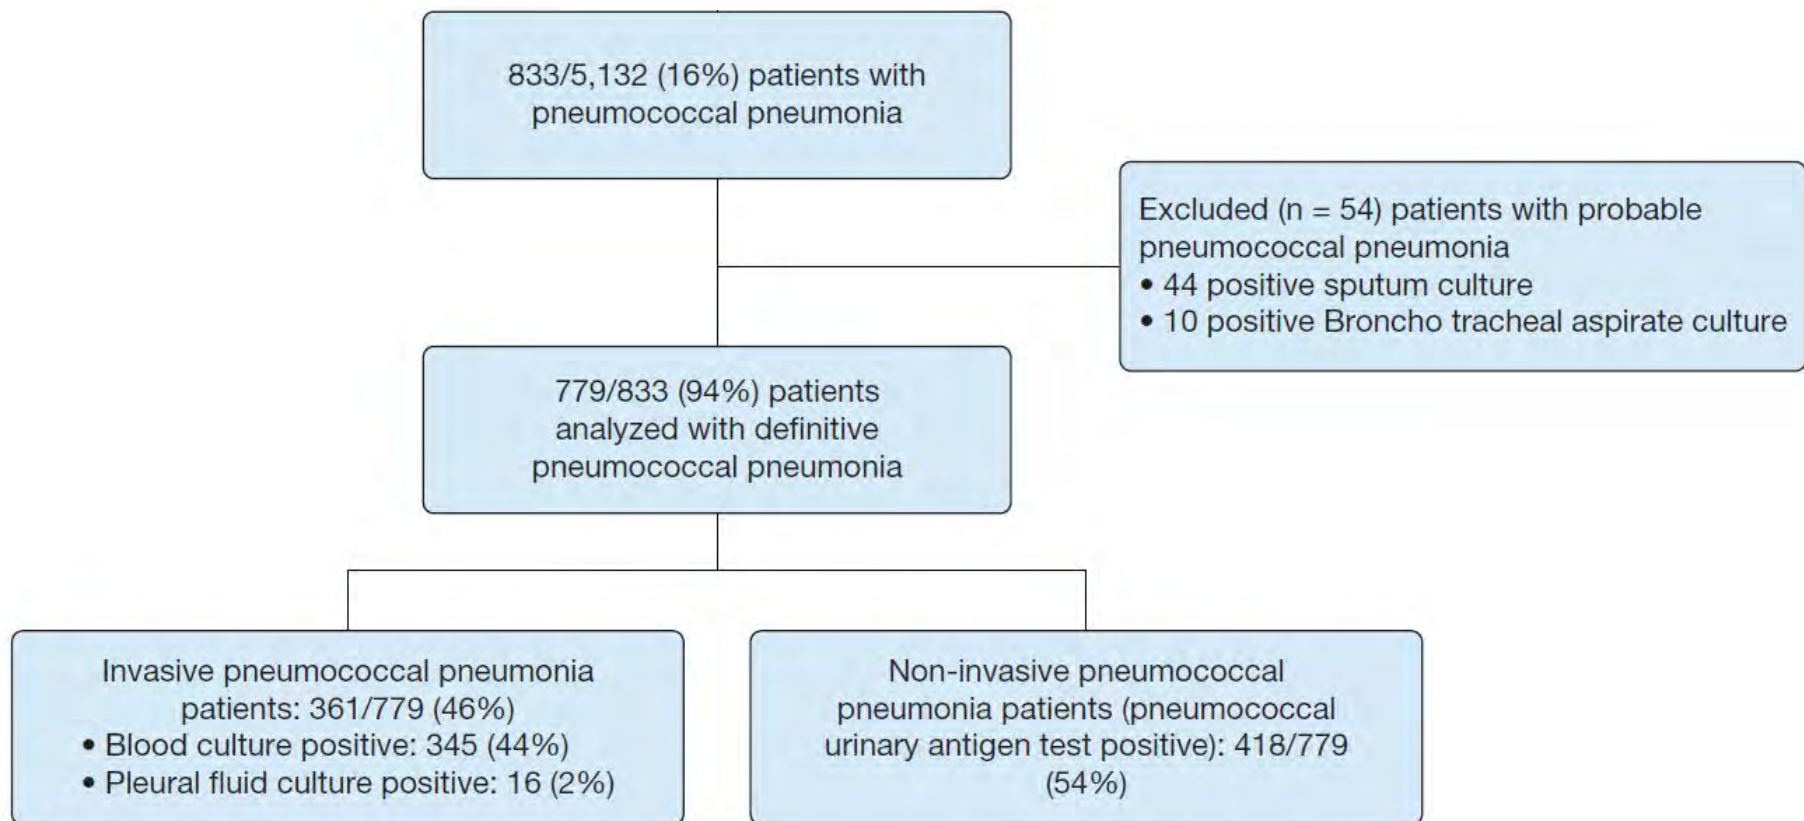 833/5,132 (16%) patients with
pneumococcal pneumonia
Excluded (n = 54) patients with probable
pneumococcal pneumonia
• 44 positive sputum culture
• 10 positive Broncho tracheal aspirate culture
779/833 (94%) patients
analyzed with definitive
pneumococcal pneumonia
Invasive pneumococcal pneumonia
patients: 361/779 (46%)
• Blood culture positive: 345 (44%)
• Pleural fluid culture positive: 16 (2%)
Non-invasive pneumococcal
pneumonia patients (pneumococcal
urinary antigen test positive): 418/779
(54%)